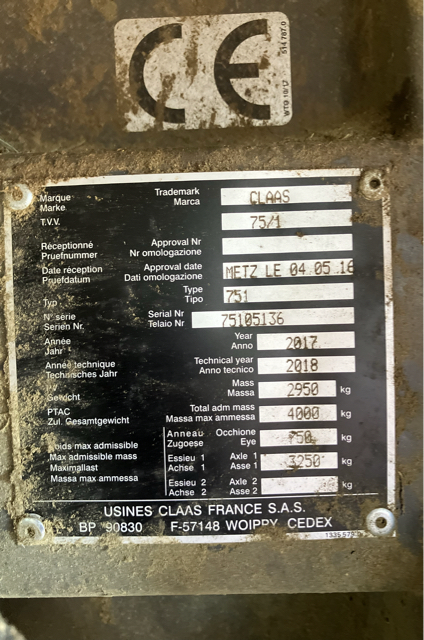 CE
514 787.0
Marque Trademark CLAAS
Marke Marca
T.V.V. 75/1
Réceptionné Approval Nr
Pruefnummer Nr omologazione
Date réception Approval date METZ LE 04 05 16
Pruefdatum Dati omologazione
Type 751
Typ Tipo
N° série Serial Nr 75105136
Serien Nr. Telaio Nr
Année Year 2017
Jahr Anno
Année technique Technical year 2018
Technisches Jahr Anno tecnico
Mass 2950 kg
Gewicht Massa
PTAC Total adm mass 4000 kg
Zul. Gesamtgewicht Massa max ammessa
Poids max admissible Anneau Occhione 750 kg
Max admissible mass Zugoese Eye
Maximallast Essieu 1 Axle 1 3250 kg
Massa max ammessa Achse 1 Asse 1
Essieu 2 Axle 2 kg
Achse 2 Asse 2
USINES CLAAS FRANCE S.A.S.
BP 90830 F-57148 WOIPPY CEDEX